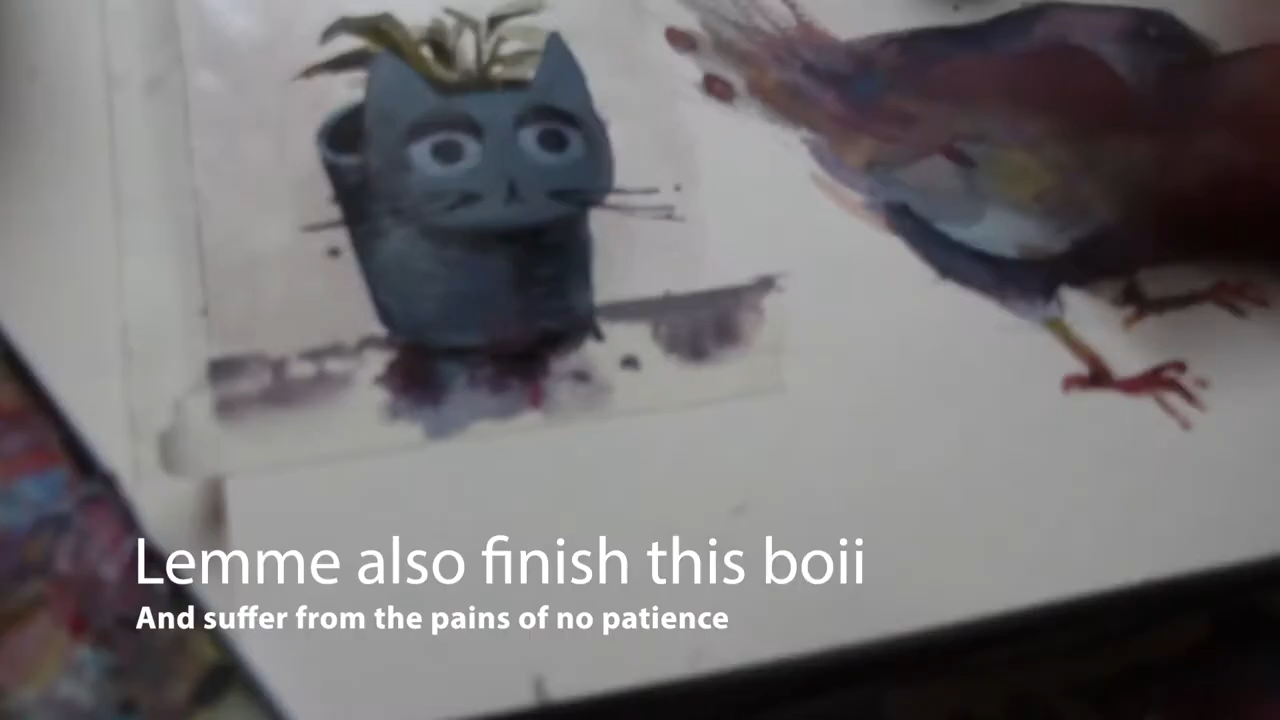 Lemme also finish this boii
And suffer from the pains of no patience